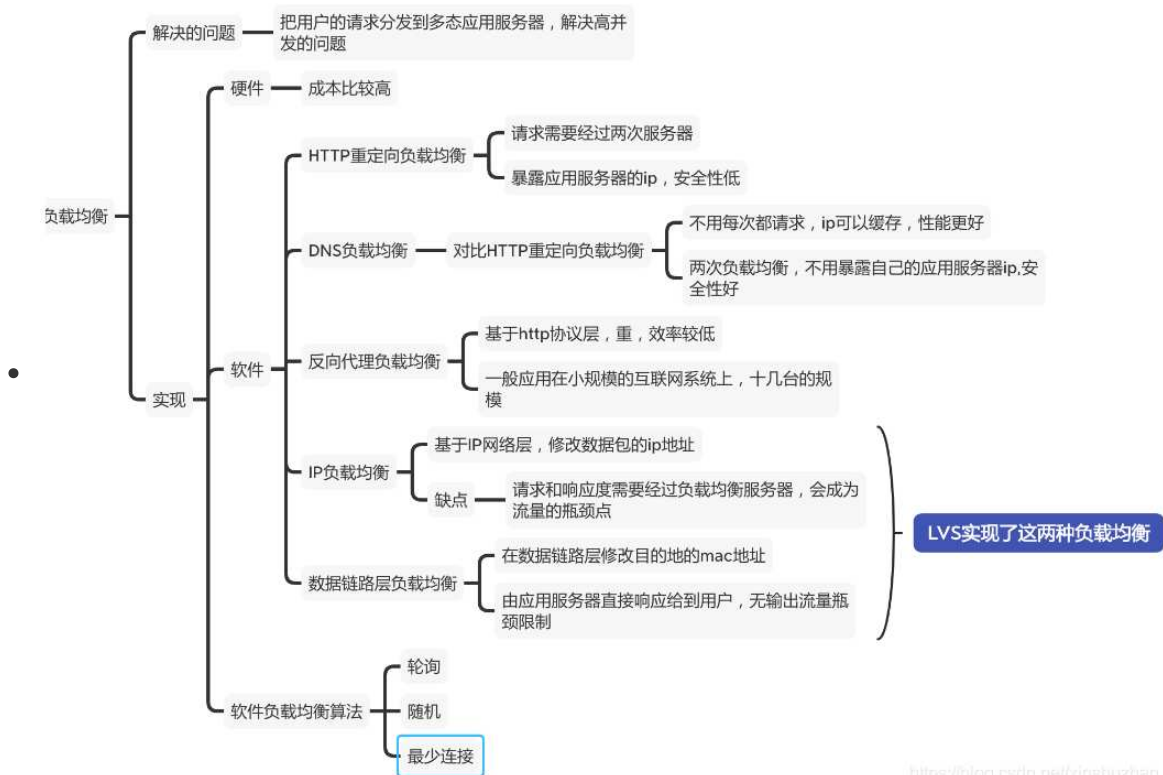 解决的问题
把用户的请求分发到多态应用服务器，解决高并
发的问题
硬件
成本比较高
HTTP重定向负载均衡
请求需要经过两次服务器
暴露应用服务器的ip，安全性低
负载均衡
DNS负载均衡
对比HTTP重定向负载均衡
不用每次都请求，ip可以缓存，性能更好
两次负载均衡，不用暴露自己的应用服务器ip,安
全性好
实现
软件
反向代理负载均衡
基于http协议层，重，效率较低
一般应用在小规模的互联网系统上，十几台的规
模
IP负载均衡
基于IP网络层，修改数据包的ip地址
缺点
请求和响应度需要经过负载均衡服务器，会成为
流量的瓶颈点
LVS实现了这两种负载均衡
数据链路层负载均衡
在数据链路层修改目的地的mac地址
由应用服务器直接响应给到用户，无输出流量瓶
颈限制
软件负载均衡算法
轮询
随机
最少连接